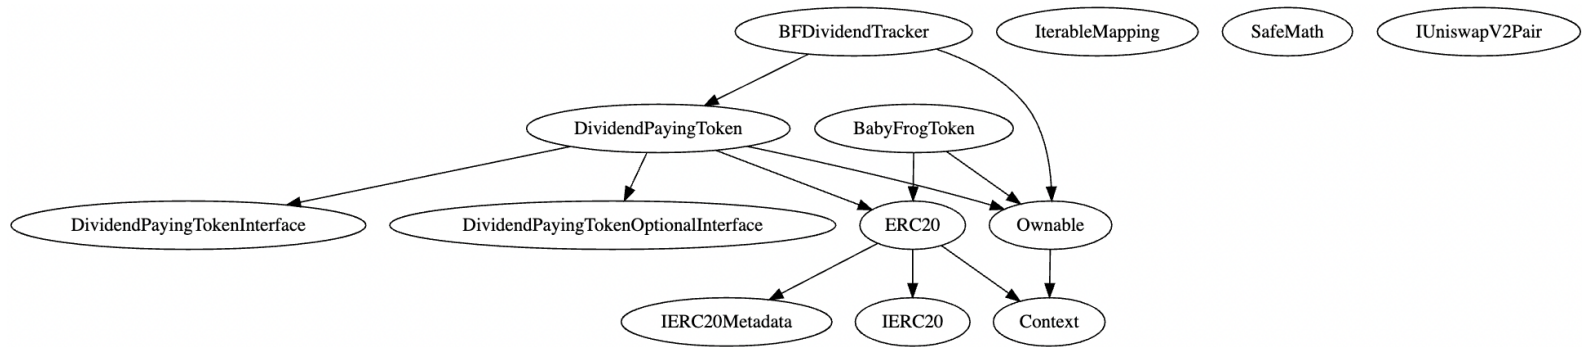 BFDividendTracker
IterableMapping
SafeMath
IUniswapV2Pair
DividendPayingToken
BabyFrogToken
DividendPayingTokenInterface
DividendPayingTokenOptionalInterface
ERC20
Ownable
IERC20Metadata
IERC20
Context